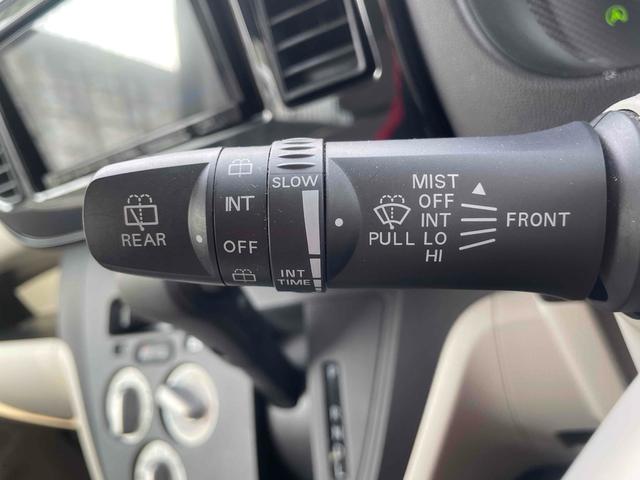 REAR
INT
OFF
SLOW
INT
TIME
PULL
MIST
OFF
INT
LO
HI
FRONT